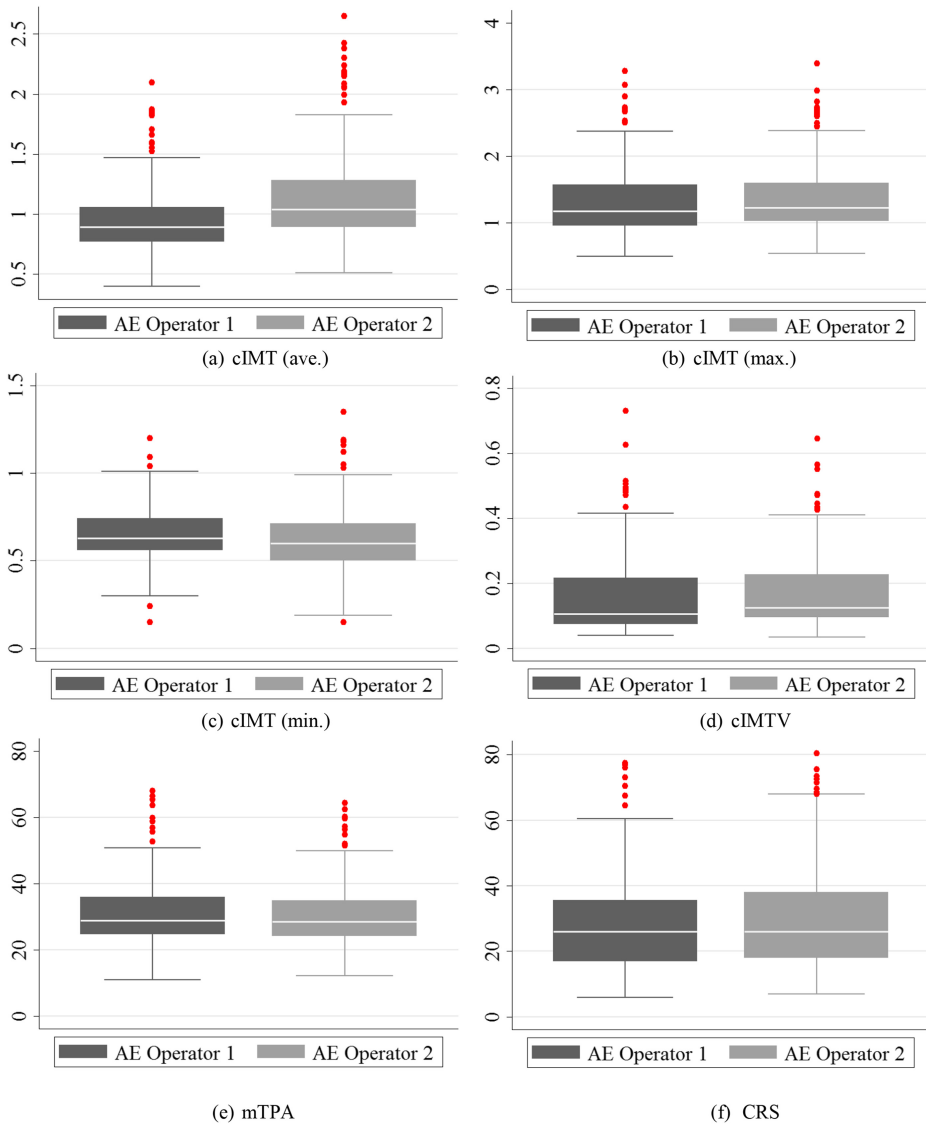 2.5
2
1.5
1
0.5
AE Operator 1 AE Operator 2
(a) cIMT (ave.)
4
3
2
1
0
AE Operator 1 AE Operator 2
(b) cIMT (max.)
1.5
1
0.5
0
AE Operator 1 AE Operator 2
(c) cIMT (min.)
0.8
0.6
0.4
0.2
0
AE Operator 1 AE Operator 2
(d) cIMTV
80
60
40
20
0
AE Operator 1 AE Operator 2
(e) mTPA
80
60
40
20
0
AE Operator 1 AE Operator 2
(f) CRS